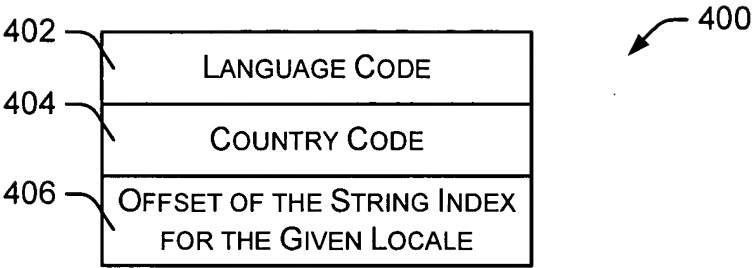 400
402
LANGUAGE CODE
404
COUNTRY CODE
406
OFFSET OF THE STRING INDEX
FOR THE GIVEN LOCALE